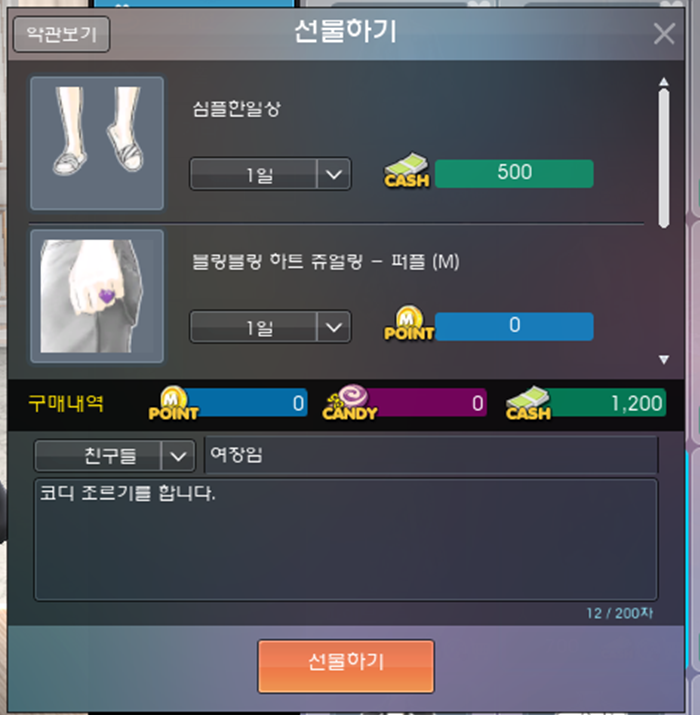 약관보기
선물하기
심플한일상
1일
CASH
500
블링블링 하트 쥬얼링 - 퍼플 (M)
1일
M
POINT
0
구매내역
M
POINT
0
CANDY
0
CASH
1,200
친구들
여장임
코디 조르기를 합니다.
12 / 200자
선물하기